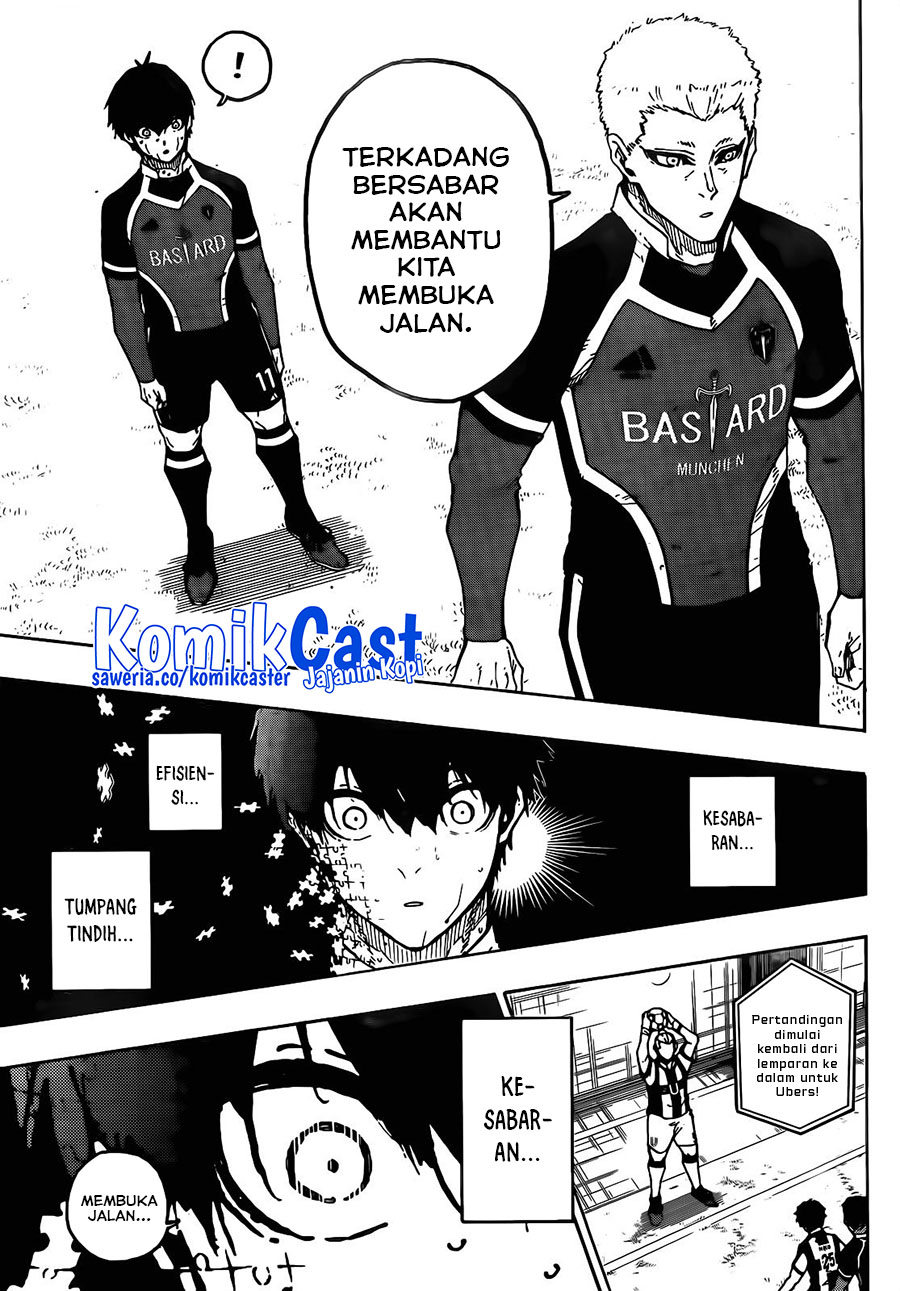 !
TERKADANG
BERSABAR
AKAN
MEMBANTU
KITA
MEMBUKA
JALAN.
BASTARD
11
BASTARD
MUNCHEN
KomikCast
saweria.co/komikcaster
Jajanin Kopi
KESABA-
RAN...
EFISIEN-
SI...
TUMPANG
TINDIH...
Pertandingan
dimulai
kembali dari
lemparan ke
dalam untuk
Ubers!
KE-
SABAR-
AN...
MEMBUKA
JALAN...
25